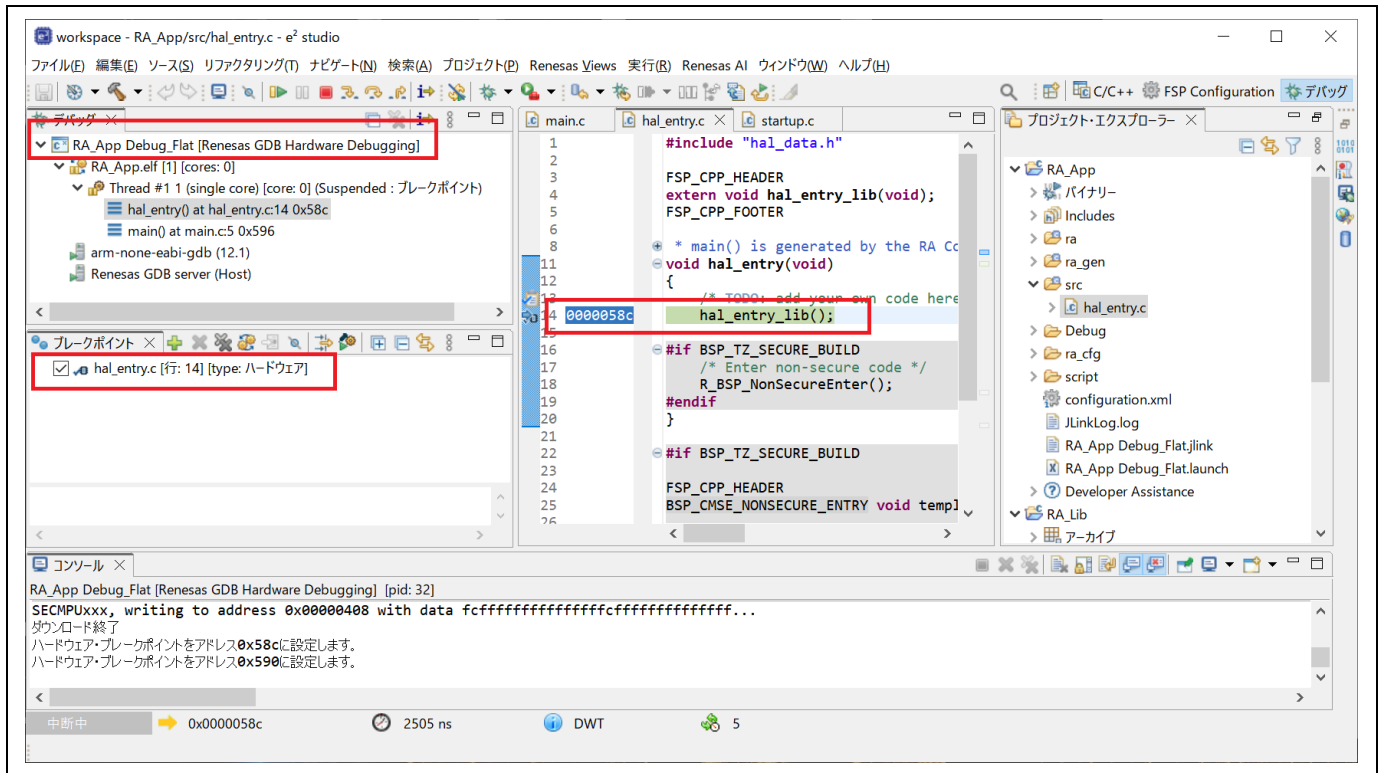 workspace - RA_App/src/hal_entry.c - e² studio
ファイル(F) 編集(E) ソース(S) リファクタリング(T) ナビゲート(N) 検索(A) プロジェクト(P) Renesas Views 実行(R) Renesas AI ウィンドウ(W) ヘルプ(H)
C/C++ FSP Configuration デバッグ
デバッグ
RA_App Debug_Flat [Renesas GDB Hardware Debugging]
RA_App.elf [1] [cores: 0]
Thread #1 1 (single core) [core: 0] (Suspended : ブレークポイント)
hal_entry() at hal_entry.c:14 0x58c
main() at main.c:5 0x596
arm-none-eabi-gdb (12.1)
Renesas GDB server (Host)
ブレークポイント
hal_entry.c [行: 14] [type: ハードウェア]
main.c hal_entry.c startup.c
1 #include "hal_data.h"
2
3 FSP_CPP_HEADER
4 extern void hal_entry_lib(void);
5 FSP_CPP_FOOTER
6
8 * main() is generated by the RA Co
11 void hal_entry(void)
12 {
13 /* TODO: add your own code here
14 0000058c hal_entry_lib();
15
16 #if BSP_TZ_SECURE_BUILD
17 /* Enter non-secure code */
18 R_BSP_NonSecureEnter();
19 #endif
20 }
21
22 #if BSP_TZ_SECURE_BUILD
23
24 FSP_CPP_HEADER
25 BSP_CMSE_NONSECURE_ENTRY void templ
26
プロジェクト・エクスプローラー
RA_App
バイナリー
Includes
ra
ra_gen
src
hal_entry.c
Debug
ra_cfg
script
configuration.xml
JLinkLog.log
RA_App Debug_Flat.jlink
RA_App Debug_Flat.launch
Developer Assistance
RA_Lib
アーカイブ
コンソール
RA_App Debug_Flat [Renesas GDB Hardware Debugging] [pid: 32]
SECMPUxxx, writing to address 0x00000408 with data fcffffffffffffffcffffffffffffff...
ダウンロード終了
ハードウェア・ブレークポイントをアドレス0x58cに設定します。
ハードウェア・ブレークポイントをアドレス0x590に設定します。
中断中 0x0000058c 2505 ns DWT 5